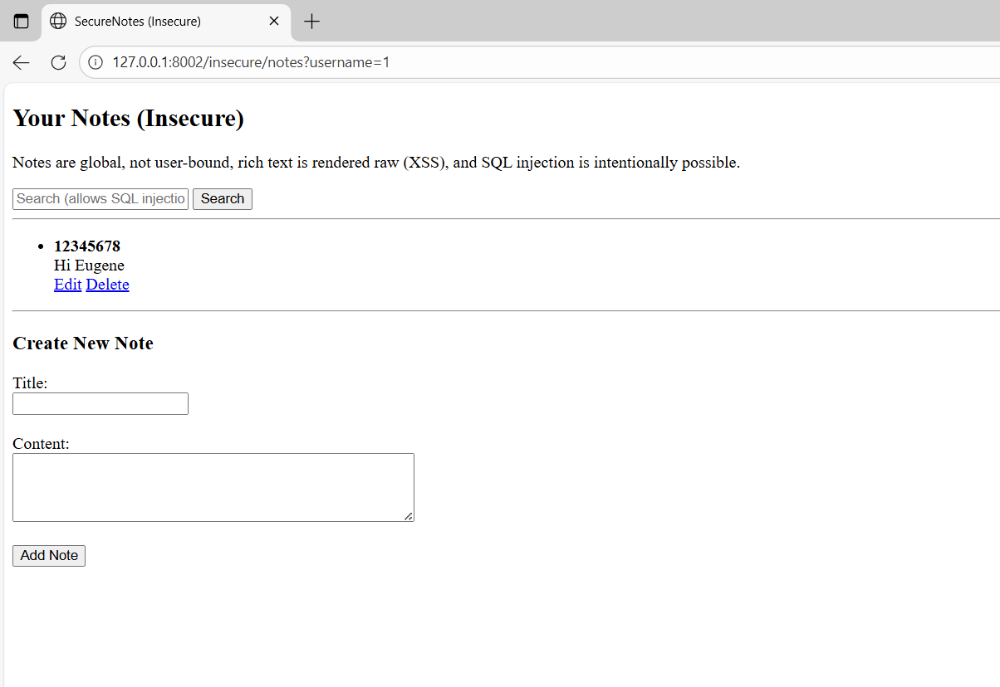 SecureNotes (Insecure)
127.0.0.1:8002/insecure/notes?username=1
Your Notes (Insecure)
Notes are global, not user-bound, rich text is rendered raw (XSS), and SQL injection is intentionally possible.
Search (allows SQL injectio Search
12345678
Hi Eugene
Edit Delete
Create New Note
Title:
Content:
Add Note